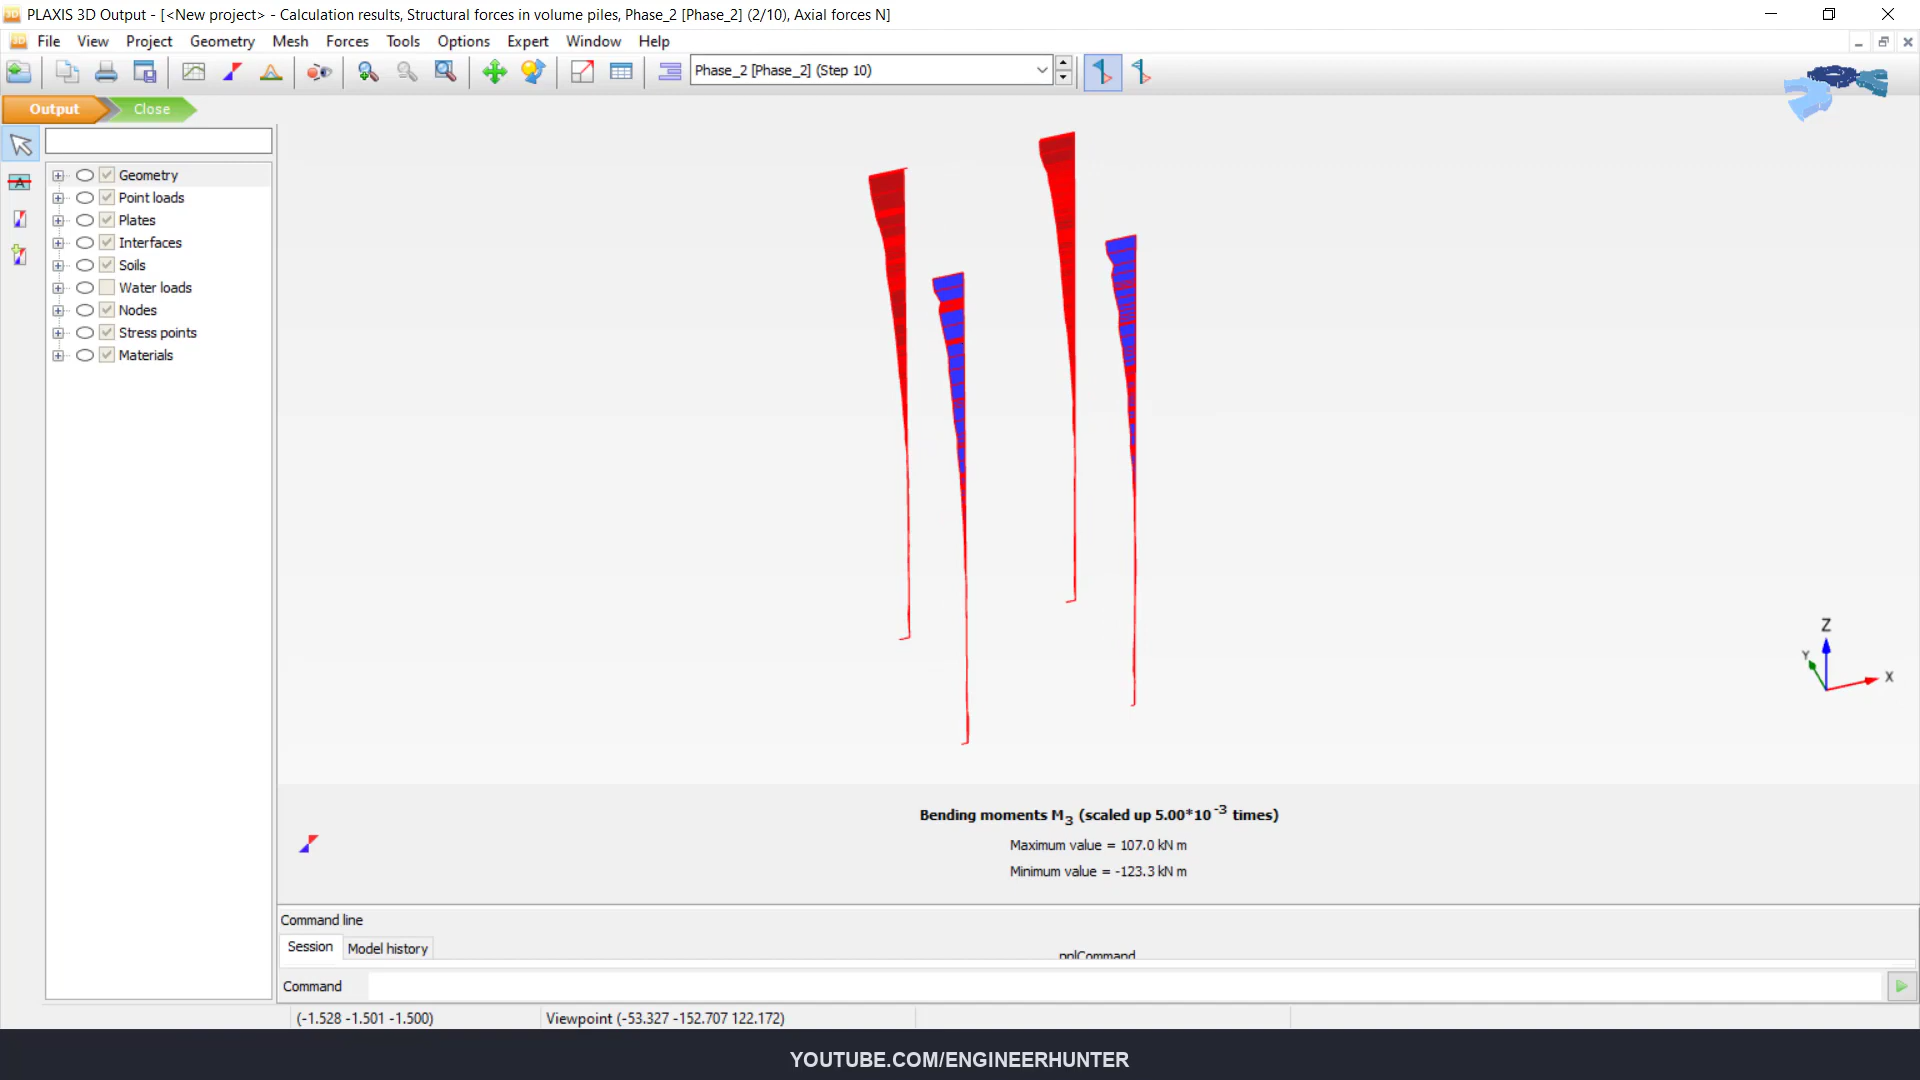 PLAXIS 3D Output - [<New project> - Calculation results, Structural forces in volume piles, Phase_2 [Phase_2] (2/10), Axial forces N]
File View Project Geometry Mesh Forces Tools Options Expert Window Help
Phase_2 [Phase_2] (Step 10)
Output Close
A
Geometry
Point loads
Plates
Interfaces
Soils
Water loads
Nodes
Stress points
Materials
Z
Y
X
Bending moments M3 (scaled up 5.00*10-3 times)
Maximum value = 107.0 kN m
Minimum value = -123.3 kN m
Command line
Session Model history
pnlCommand
Command
(-1.528 -1.501 -1.500) Viewpoint (-53.327 -152.707 122.172)
YOUTUBE.COM/ENGINEERHUNTER